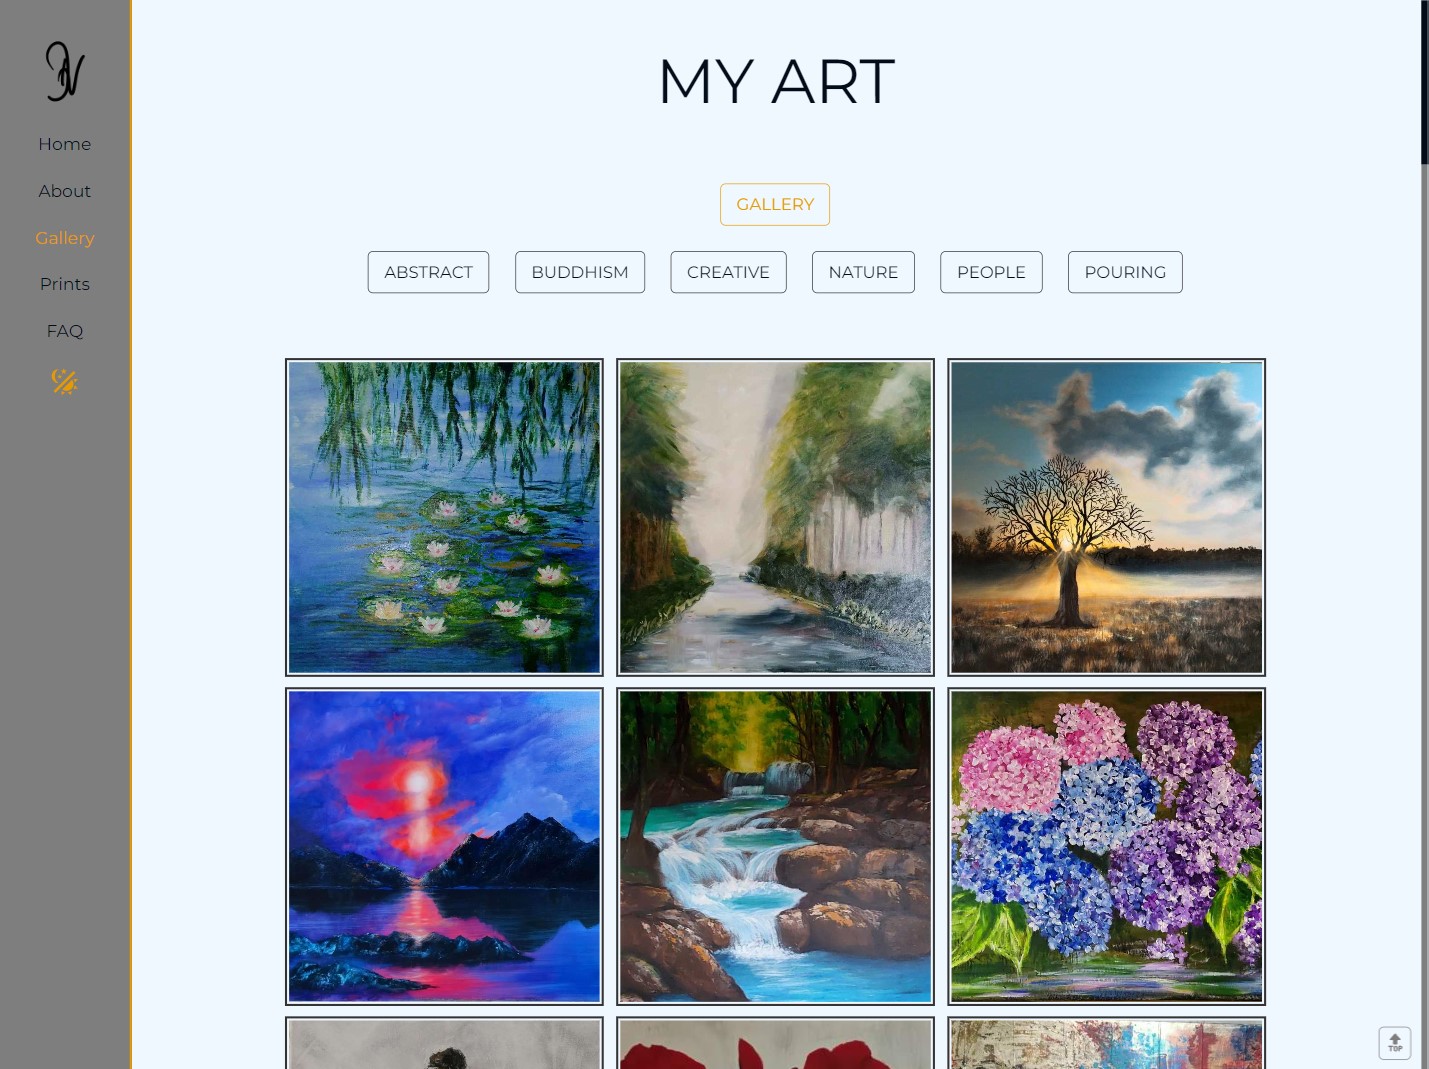 MY ART
Home
About
Gallery
Prints
FAQ
GALLERY
ABSTRACT
BUDDHISM
CREATIVE
NATURE
PEOPLE
POURING
TOP